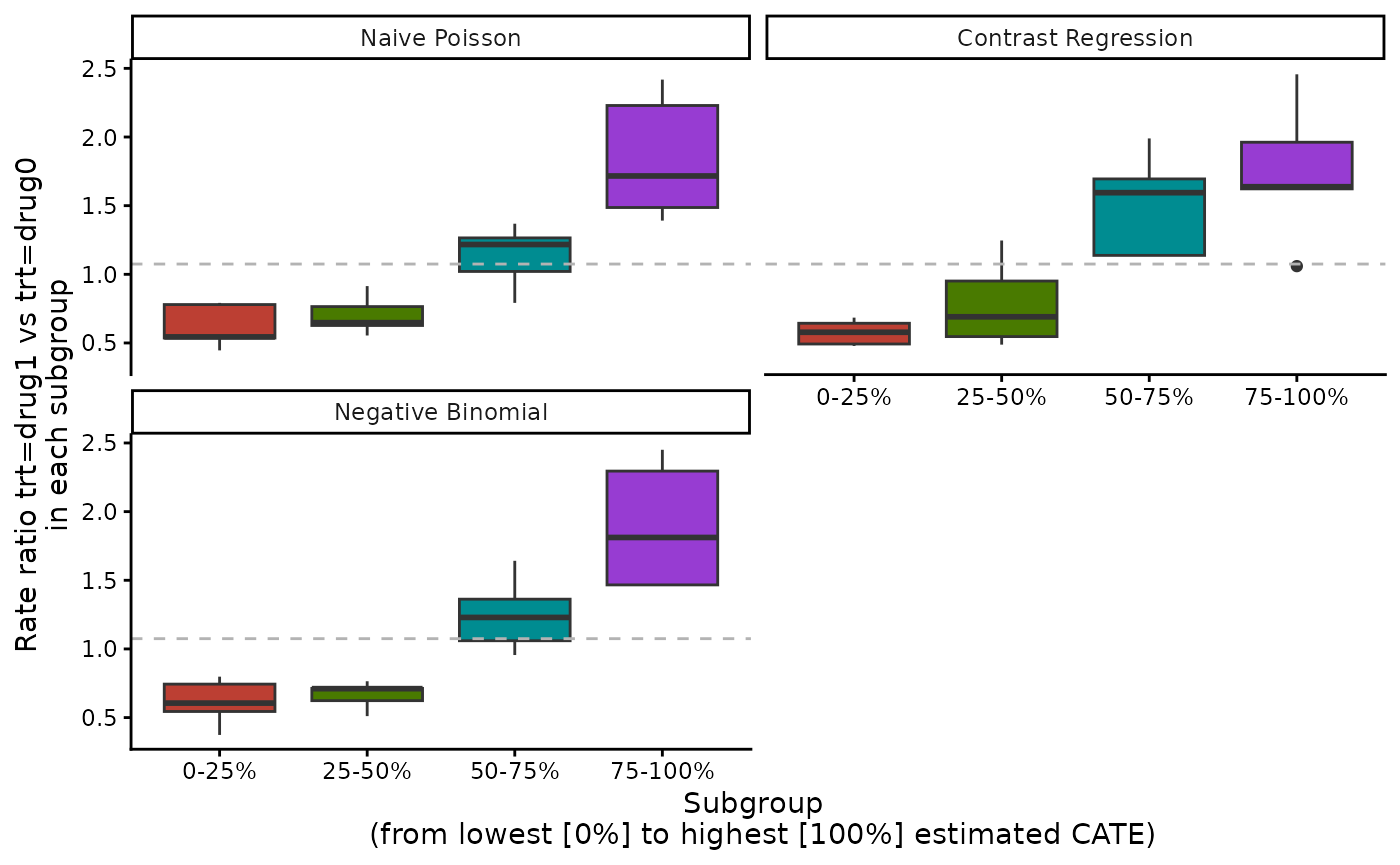 Naive Poisson
Contrast Regression
2.5
2.0
1.5
1.0
0.5
0-25% 25-50% 50-75% 75-100%
Negative Binomial
2.5
2.0
1.5
1.0
0.5
0-25% 25-50% 50-75% 75-100%
Rate ratio trt=drug1 vs trt=drug0
in each subgroup
Subgroup
(from lowest [0%] to highest [100%] estimated CATE)